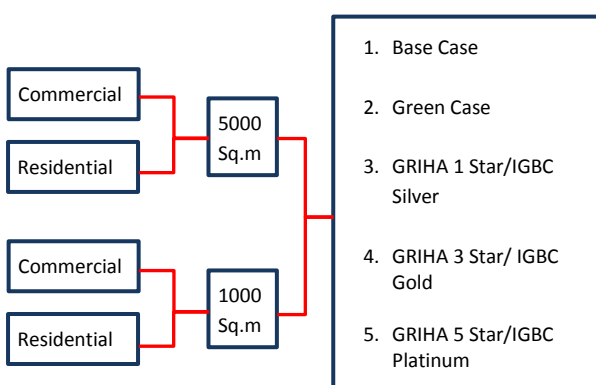 Commercial
Residential
5000
Sq.m
Commercial
Residential
1000
Sq.m
1. Base Case
2. Green Case
3. GRIHA 1 Star/IGBC
Silver
4. GRIHA 3 Star/ IGBC
Gold
5. GRIHA 5 Star/IGBC
Platinum